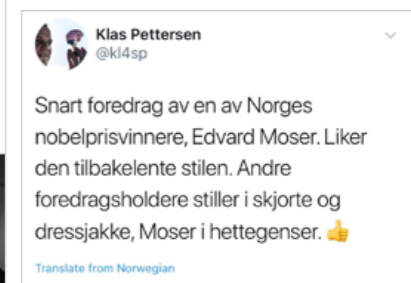 Klas Pettersen
@kl4sp
Snart foredrag av en av Norges
nobelprisvinnere, Edvard Moser. Liker
den tilbakelente stilen. Andre
foredragsholdere stiller i skjorte og
dressjakke, Moser i hettegenser. 👍
Translate from Norwegian